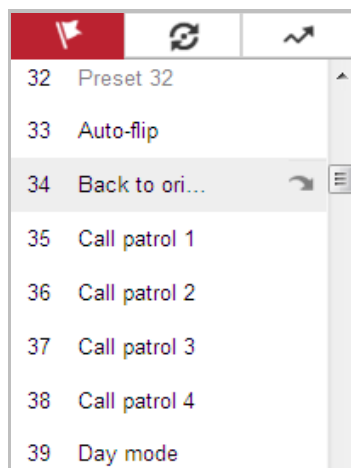 32 Preset 32
33 Auto-flip
34 Back to ori...
35 Call patrol 1
36 Call patrol 2
37 Call patrol 3
38 Call patrol 4
39 Day mode